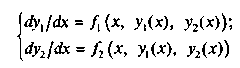 dy₁/dx = f₁ (x, y₁(x), y₂(x));
dy₂/dx = f₂ (x, y₁(x), y₂(x))